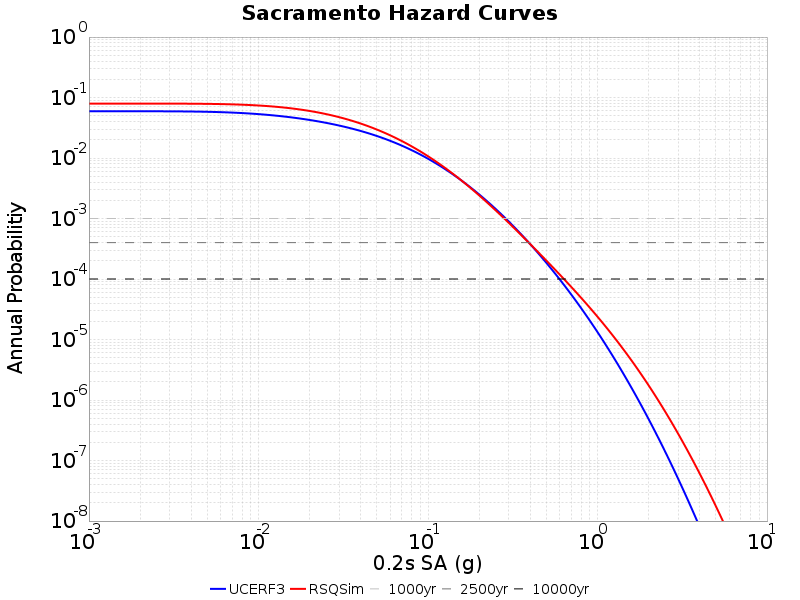 Sacramento Hazard Curves
10^0
10^-1
10^-2
10^-3
10^-4
10^-5
10^-6
10^-7
10^-8
Annual Probabilitiy
10^-3 10^-2 10^-1 10^0 10^1
0.2s SA (g)
UCERF3 RSQSim 1000yr 2500yr 10000yr